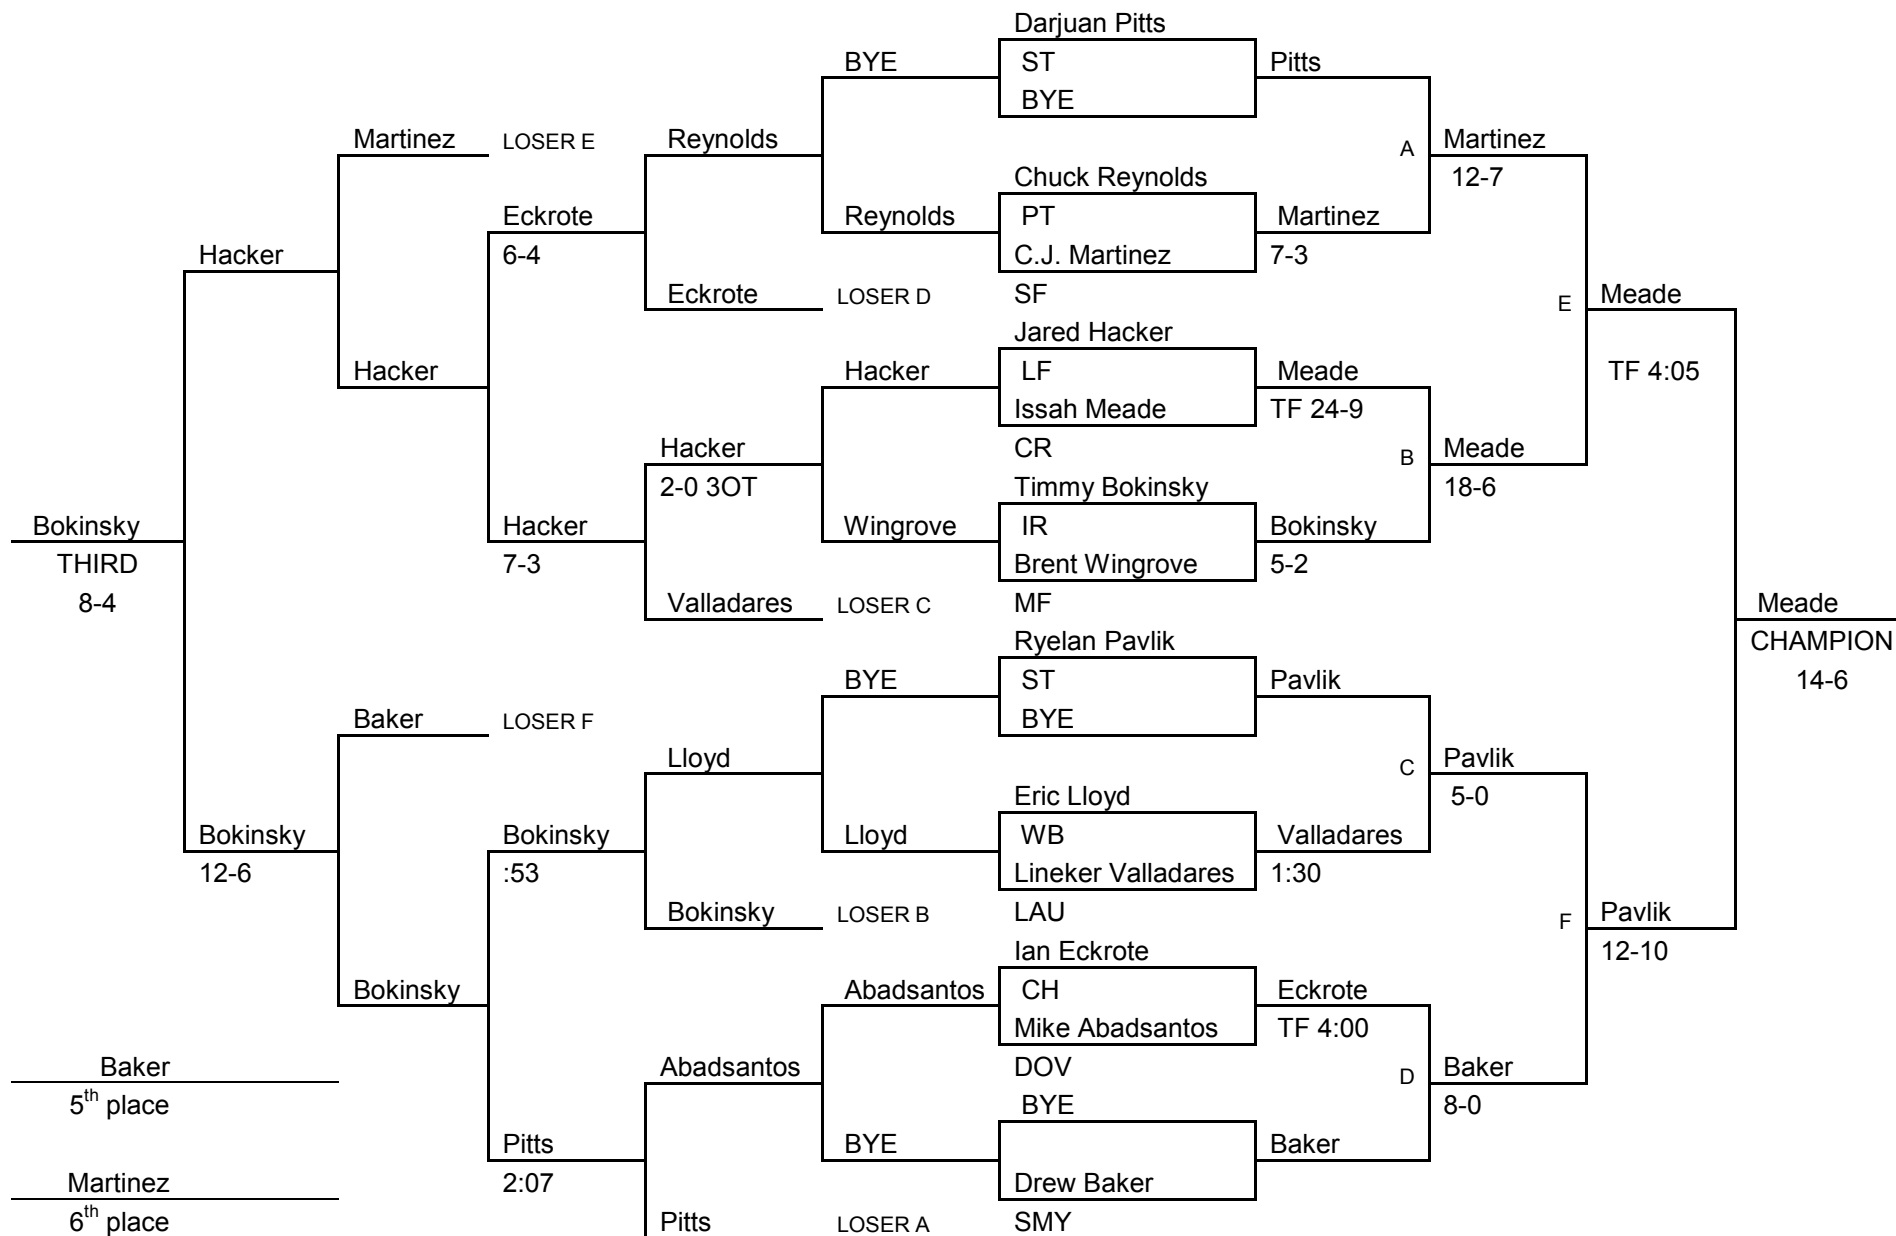 Darjuan Pitts
BYE ST Pitts
BYE
Martinez LOSER E Reynolds A Martinez
Chuck Reynolds 12-7
Eckrote Reynolds PT Martinez
Hacker 6-4 C.J. Martinez 7-3
Eckrote LOSER D SF E Meade
Jared Hacker
Hacker Hacker LF Meade TF 4:05
Issah Meade TF 24-9
Hacker CR B Meade
2-0 3OT Timmy Bokinsky 18-6
Bokinsky Hacker Wingrove IR Bokinsky
THIRD 7-3 Brent Wingrove 5-2
8-4 Valladares LOSER C MF Meade
Ryelan Pavlik CHAMPION
BYE ST Pavlik 14-6
Baker LOSER F BYE
Lloyd C Pavlik
Eric Lloyd 5-0
Bokinsky Bokinsky Lloyd WB Valladares
12-6 :53 Lineker Valladares 1:30
Bokinsky LOSER B LAU F Pavlik
Ian Eckrote 12-10
Bokinsky Abadsantos CH Eckrote
Mike Abadsantos TF 4:00
Baker Abadsantos DOV D Baker
5th place BYE 8-0
Pitts BYE Baker
Martinez 2:07 Drew Baker
6th place Pitts LOSER A SMY